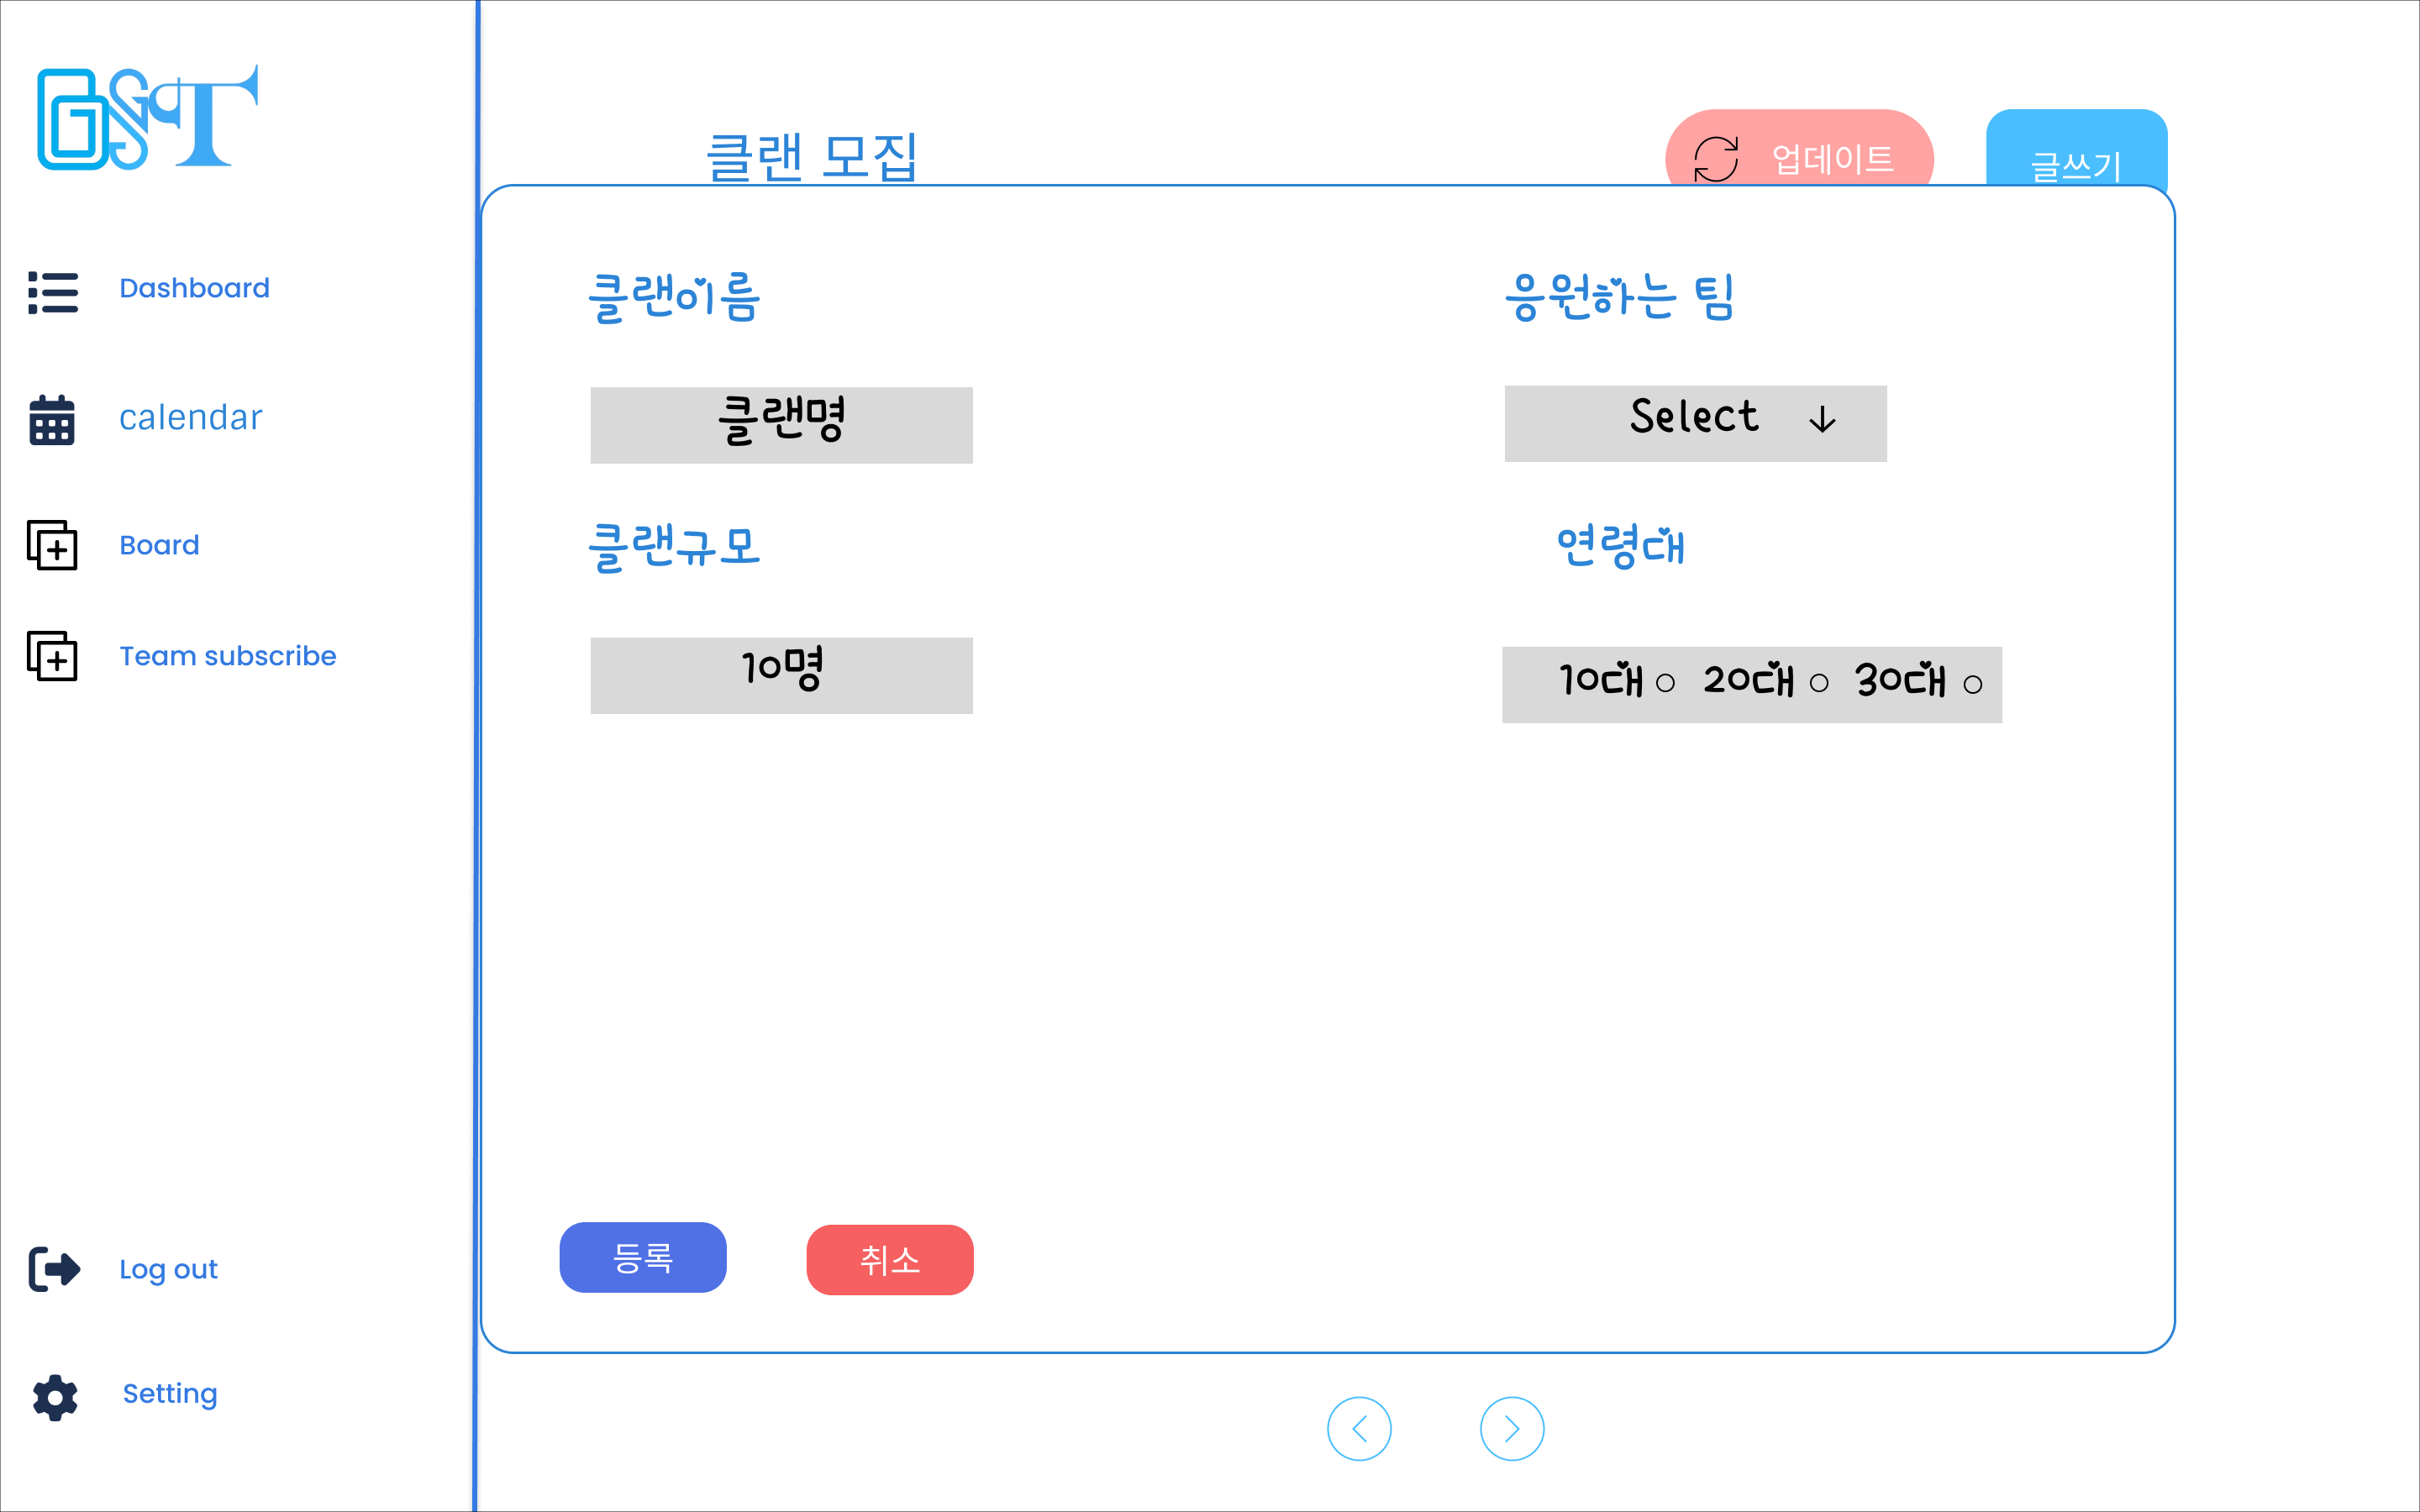 GGST
Dashboard
calendar
Board
Team subscribe
Log out
Setting
클랜 모집
업데이트
글쓰기
클랜이름
응원하는 팀
클랜명
Select
클랜규모
연령대
10명
10대 20대 30대
등록
취소